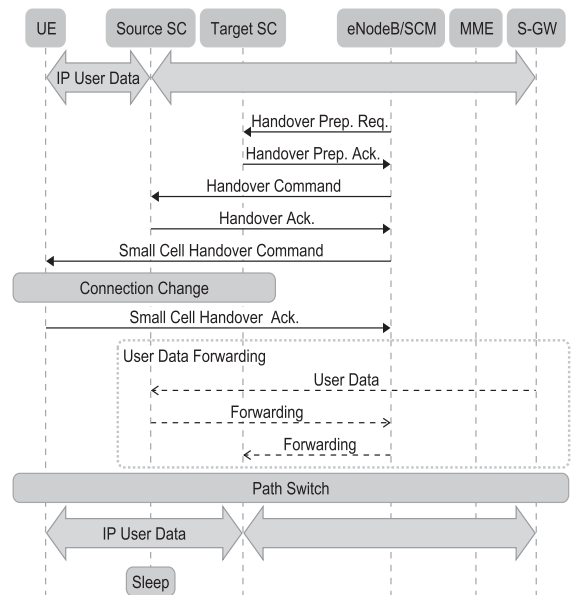 UE Source SC Target SC eNodeB/SCM MME S-GW
IP User Data
Handover Prep. Req.
Handover Prep. Ack.
Handover Command
Handover Ack.
Small Cell Handover Command
Connection Change
Small Cell Handover Ack.
User Data Forwarding
User Data
Forwarding
Forwarding
Path Switch
IP User Data
Sleep